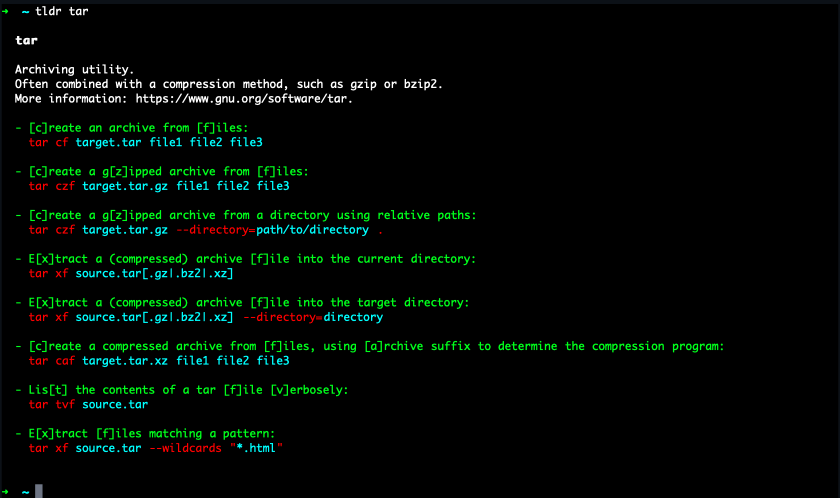 ➜  ~ tldr tar
tar
Archiving utility.
Often combined with a compression method, such as gzip or bzip2.
More information: https://www.gnu.org/software/tar.
- [c]reate an archive from [f]iles:
tar cf target.tar file1 file2 file3
- [c]reate a g[z]ipped archive from [f]iles:
tar czf target.tar.gz file1 file2 file3
- [c]reate a g[z]ipped archive from a directory using relative paths:
tar czf target.tar.gz --directory=path/to/directory .
- E[x]tract a (compressed) archive [f]ile into the current directory:
tar xf source.tar[.gz|.bz2|.xz]
- E[x]tract a (compressed) archive [f]ile into the target directory:
tar xf source.tar[.gz|.bz2|.xz] --directory=directory
- [c]reate a compressed archive from [f]iles, using [a]rchive suffix to determine the compression program:
tar caf target.tar.xz file1 file2 file3
- Lis[t] the contents of a tar [f]ile [v]erbosely:
tar tvf source.tar
- E[x]tract [f]iles matching a pattern:
tar xf source.tar --wildcards "*.html"
➜  ~